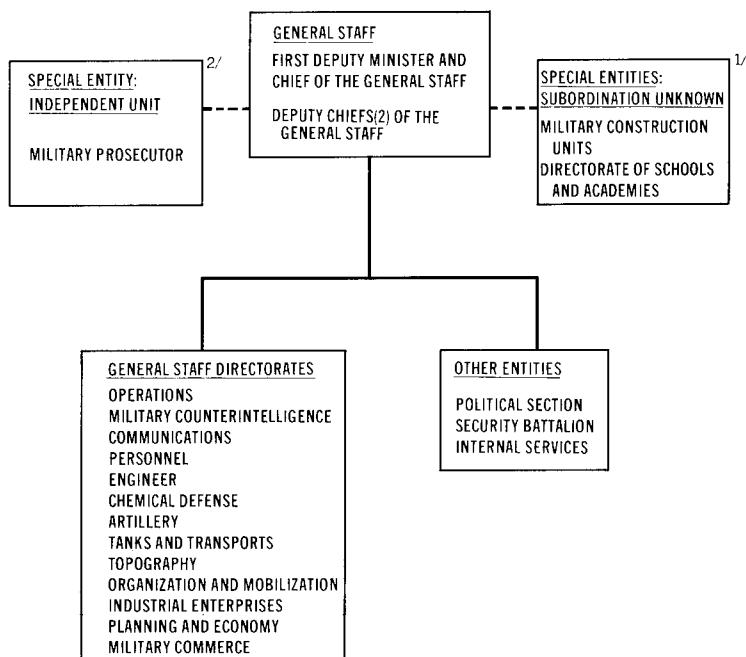 GENERAL STAFF
FIRST DEPUTY MINISTER AND
CHIEF OF THE GENERAL STAFF
DEPUTY CHIEFS(2) OF THE
GENERAL STAFF
2/
SPECIAL ENTITY:
INDEPENDENT UNIT
MILITARY PROSECUTOR
1/
SPECIAL ENTITIES:
SUBORDINATION UNKNOWN
MILITARY CONSTRUCTION
UNITS
DIRECTORATE OF SCHOOLS
AND ACADEMIES
GENERAL STAFF DIRECTORATES
OPERATIONS
MILITARY COUNTERINTELLIGENCE
COMMUNICATIONS
PERSONNEL
ENGINEER
CHEMICAL DEFENSE
ARTILLERY
TANKS AND TRANSPORTS
TOPOGRAPHY
ORGANIZATION AND MOBILIZATION
INDUSTRIAL ENTERPRISES
PLANNING AND ECONOMY
MILITARY COMMERCE
OTHER ENTITIES
POLITICAL SECTION
SECURITY BATTALION
INTERNAL SERVICES